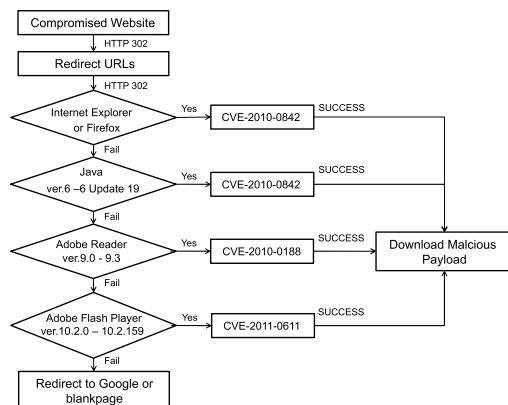 Compromised Website
HTTP 302
Redirect URLs
HTTP 302
Internet Explorer
or Firefox
Yes
CVE-2010-0842
SUCCESS
Fail
Java
ver.6 –6 Update 19
Yes
CVE-2010-0842
SUCCESS
Fail
Adobe Reader
ver.9.0 - 9.3
Yes
CVE-2010-0188
SUCCESS
Download Malcious
Payload
Fail
Adobe Flash Player
ver.10.2.0 – 10.2.159
Yes
CVE-2011-0611
SUCCESS
Fail
Redirect to Google or
blankpage